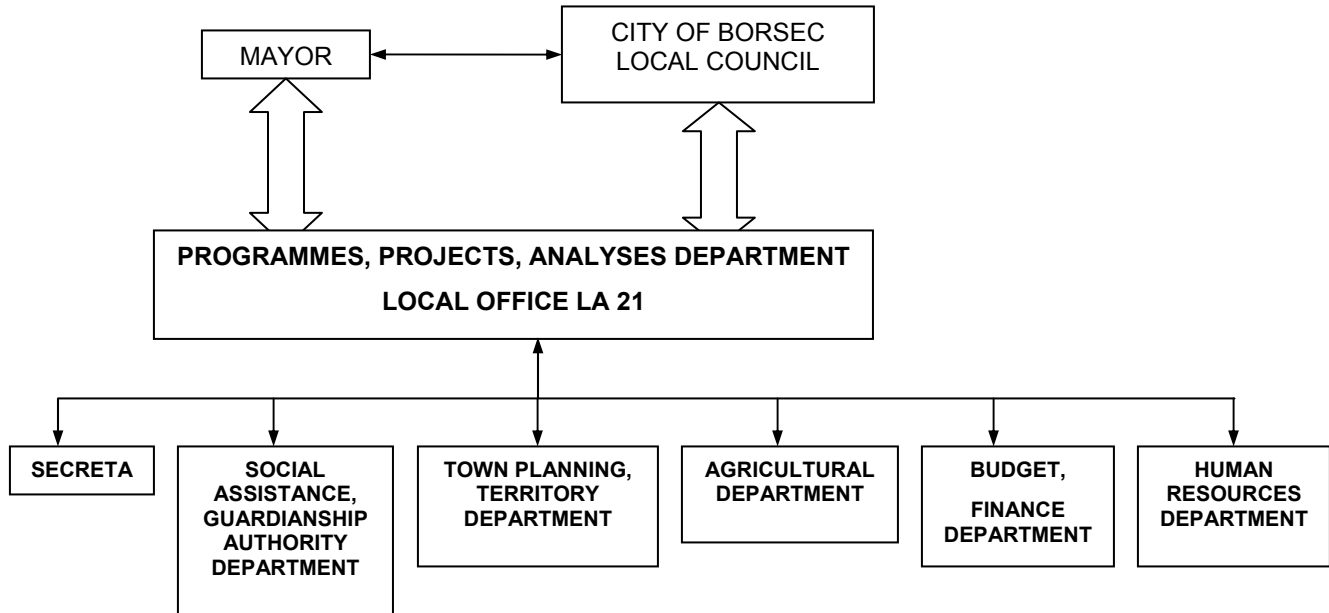 MAYOR
CITY OF BORSEC
LOCAL COUNCIL
PROGRAMMES, PROJECTS, ANALYSES DEPARTMENT
LOCAL OFFICE LA 21
SECRETA
SOCIAL
ASSISTANCE,
GUARDIANSHIP
AUTHORITY
DEPARTMENT
TOWN PLANNING,
TERRITORY
DEPARTMENT
AGRICULTURAL
DEPARTMENT
BUDGET,
FINANCE
DEPARTMENT
HUMAN
RESOURCES
DEPARTMENT